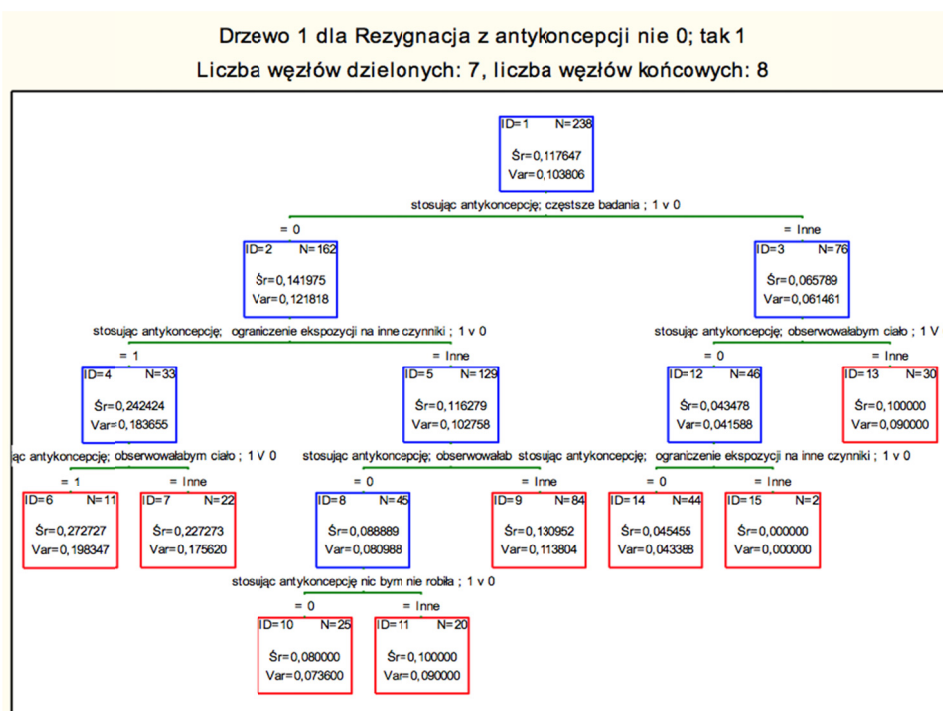 Drzewo 1 dla Rezygnacja z antykoncepcji nie 0; tak 1
Liczba węzłów dzielonych: 7, liczba węzłów końcowych: 8
ID=1 N=238
Śr=0,117647
Var=0,103806
stosując antykoncepcję; częstsze badania ; 1 v 0
= 0 = Inne
ID=2 N=162 ID=3 N=76
Śr=0,141975 Śr=0,065789
Var=0,121818 Var=0,061461
stosując antykoncepcję; ograniczenie ekspozycji na inne czynniki ; 1 v 0 stosując antykoncepcję; obserwowałabym ciało ; 1 V
= 1 = Inne = 0 = Inne
ID=4 N=33 ID=5 N=129 ID=12 N=46 ID=13 N=30
Śr=0,242424 Śr=0,116279 Śr=0,043478 Śr=0,100000
Var=0,183655 Var=0,102758 Var=0,041588 Var=0,090000
ąc antykoncepcję; obserwowałabym ciało ; 1 V 0 stosując antykoncepcję; obserwowałab stosując antykoncepcję; ograniczenie ekspozycji na inne czynniki ; 1 v 0
= 1 = Inne = 0 = Inne = 0 = Inne
ID=6 N=11 ID=7 N=22 ID=8 N=45 ID=9 N=84 ID=14 N=44 ID=15 N=2
Śr=0,272727 Śr=0,227273 Śr=0,088889 Śr=0,130952 Śr=0,045455 Śr=0,000000
Var=0,198347 Var=0,175620 Var=0,080988 Var=0,113804 Var=0,043388 Var=0,000000
stosując antykoncepcję nic bym nie robiła ; 1 v 0
= 0 = Inne
ID=10 N=25 ID=11 N=20
Śr=0,080000 Śr=0,100000
Var=0,073600 Var=0,090000